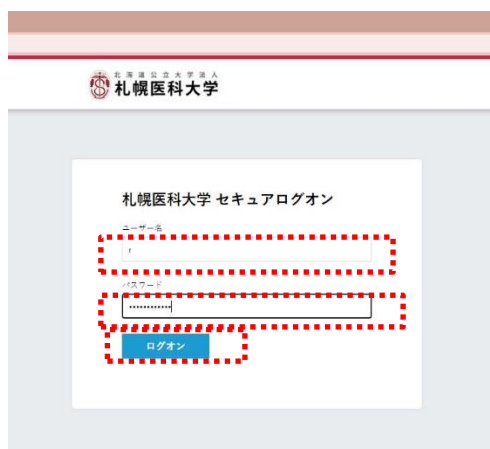 北海道公立大学法人
札幌医科大学
札幌医科大学 セキュアログオン
ユーザー名
パスワード
••••••••••••
ログオン